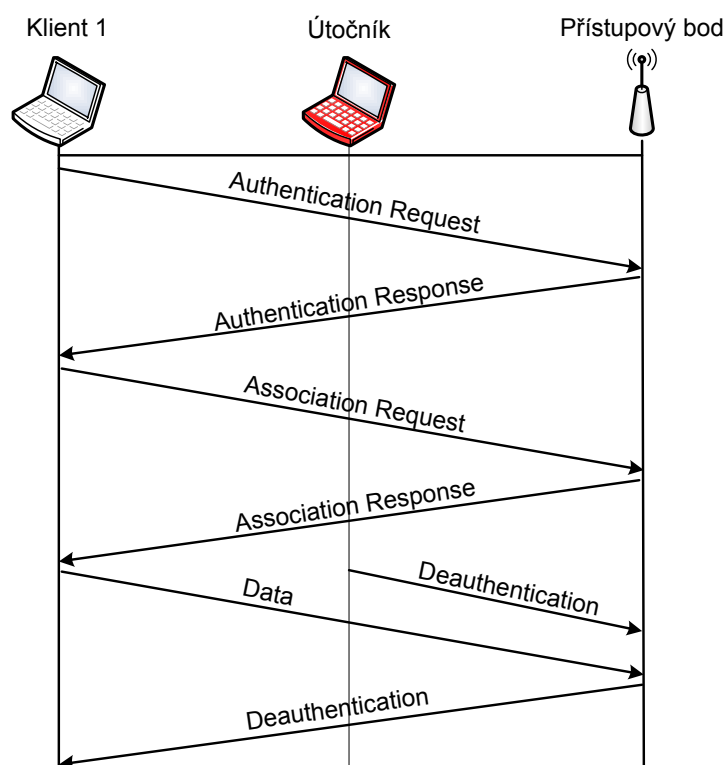 Klient 1
Útočník
Přístupový bod
Authentication Request
Authentication Response
Association Request
Association Response
Data
Deauthentication
Deauthentication